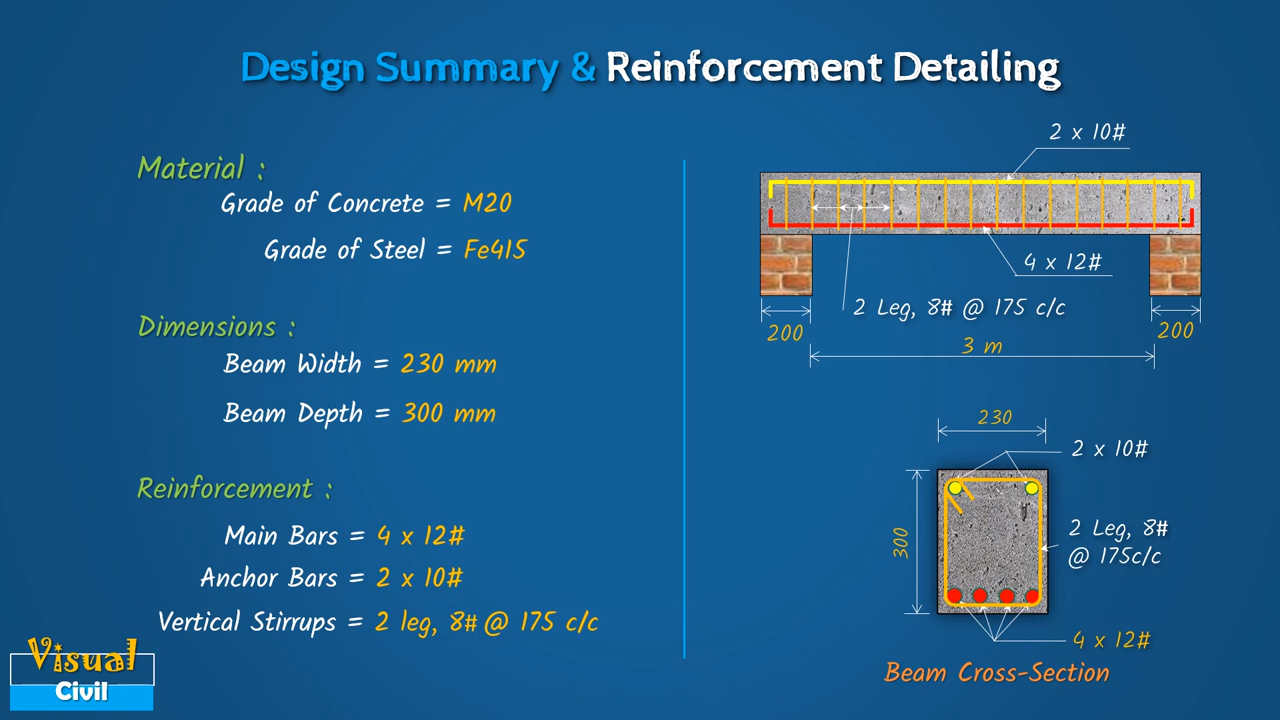 Design Summary & Reinforcement Detailing
Material :
Grade of Concrete = M20
Grade of Steel = Fe415
Dimensions :
Beam Width = 230 mm
Beam Depth = 300 mm
Reinforcement :
Main Bars = 4 x 12#
Anchor Bars = 2 x 10#
Vertical Stirrups = 2 leg, 8# @ 175 c/c
2 x 10#
4 x 12#
2 Leg, 8# @ 175 c/c
200
200
3 m
230
2 x 10#
300
2 Leg, 8#
@ 175c/c
4 x 12#
Beam Cross-Section
Visual
Civil